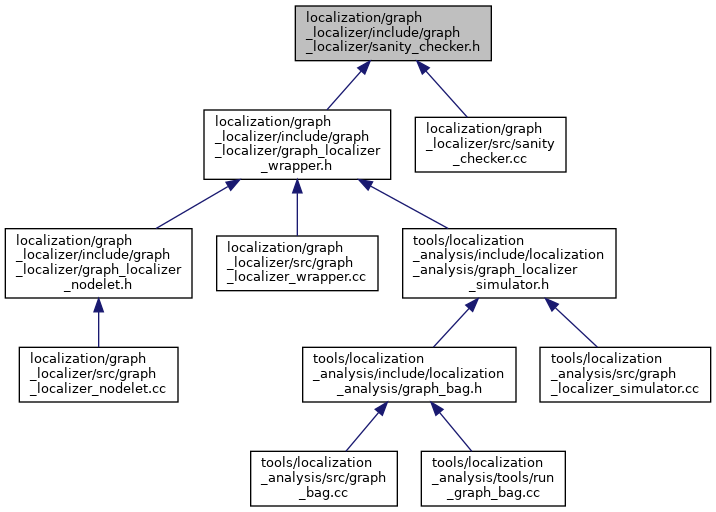 localization/graph
_localizer/include/graph
_localizer/sanity_checker.h
localization/graph
_localizer/include/graph
_localizer/graph_localizer
_wrapper.h
localization/graph
_localizer/src/sanity
_checker.cc
localization/graph
_localizer/include/graph
_localizer/graph_localizer
_nodelet.h
localization/graph
_localizer/src/graph
_localizer_wrapper.cc
tools/localization
_analysis/include/localization
_analysis/graph_localizer
_simulator.h
localization/graph
_localizer/src/graph
_localizer_nodelet.cc
tools/localization
_analysis/include/localization
_analysis/graph_bag.h
tools/localization
_analysis/src/graph
_localizer_simulator.cc
tools/localization
_analysis/src/graph
_bag.cc
tools/localization
_analysis/tools/run
_graph_bag.cc